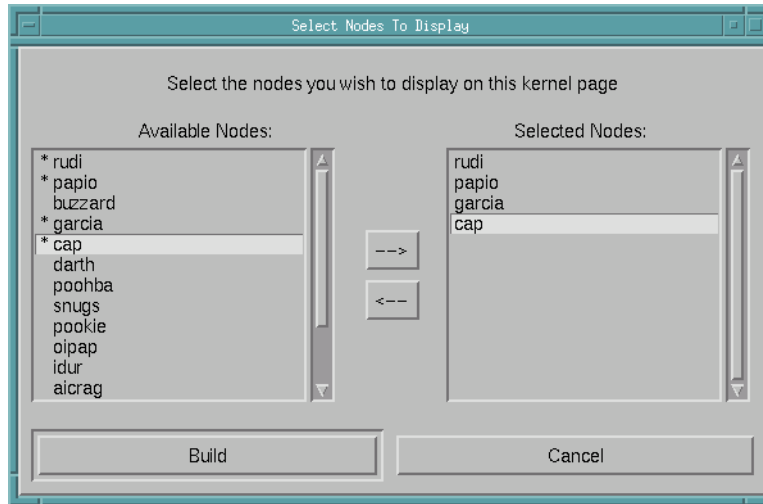 Select Nodes To Display
Select the nodes you wish to display on this kernel page
Available Nodes:
* rudi
* papio
buzzard
* garcia
* cap
darth
poohba
snugs
pookie
oipap
idur
aicrag
-->
<--
Selected Nodes:
rudi
papio
garcia
cap
Build
Cancel